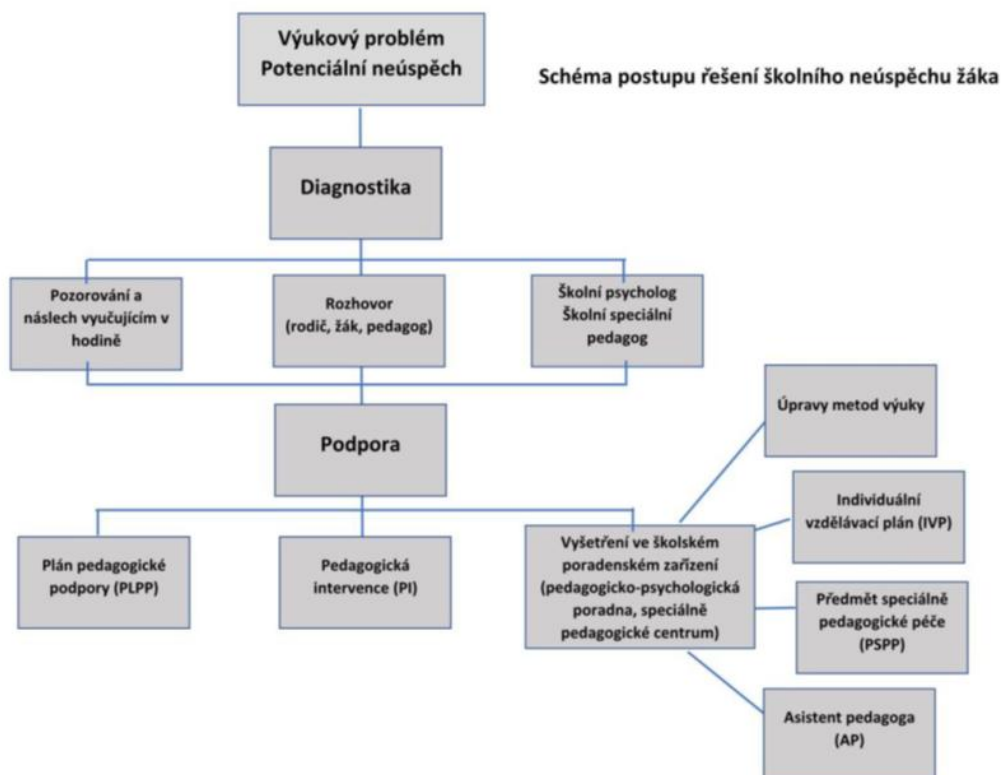 Výukový problém
Potenciální neúspěch
Schéma postupu řešení školního neúspěchu žáka
Diagnostika
Pozorování a
náslech vyučujícím v
hodině
Rozhovor
(rodič, žák, pedagog)
Školní psycholog
Školní speciální
pedagog
Podpora
Úpravy metod výuky
Individuální
vzdělávací plán (IVP)
Plán pedagogické
podpory (PLPP)
Pedagogická
intervence (PI)
Vyšetření ve školském
poradenském zařízení
(pedagogicko-psychologická
poradna, speciálně
pedagogické centrum)
Předmět speciálně
pedagogické péče
(PSPP)
Asistent pedagoga
(AP)